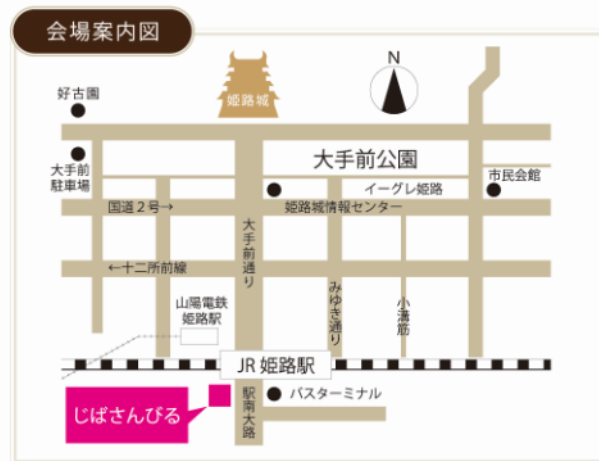 会場案内図
N
姫路城
好古園
大手前公園
大手前
駐車場
市民会館
イーグレ姫路
国道2号→
姫路城情報センター
大手前通り
←十二所前線
みゆき通り
小溝筋
山陽電鉄
姫路駅
JR 姫路駅
駅南大路
バスターミナル
じばさんびる